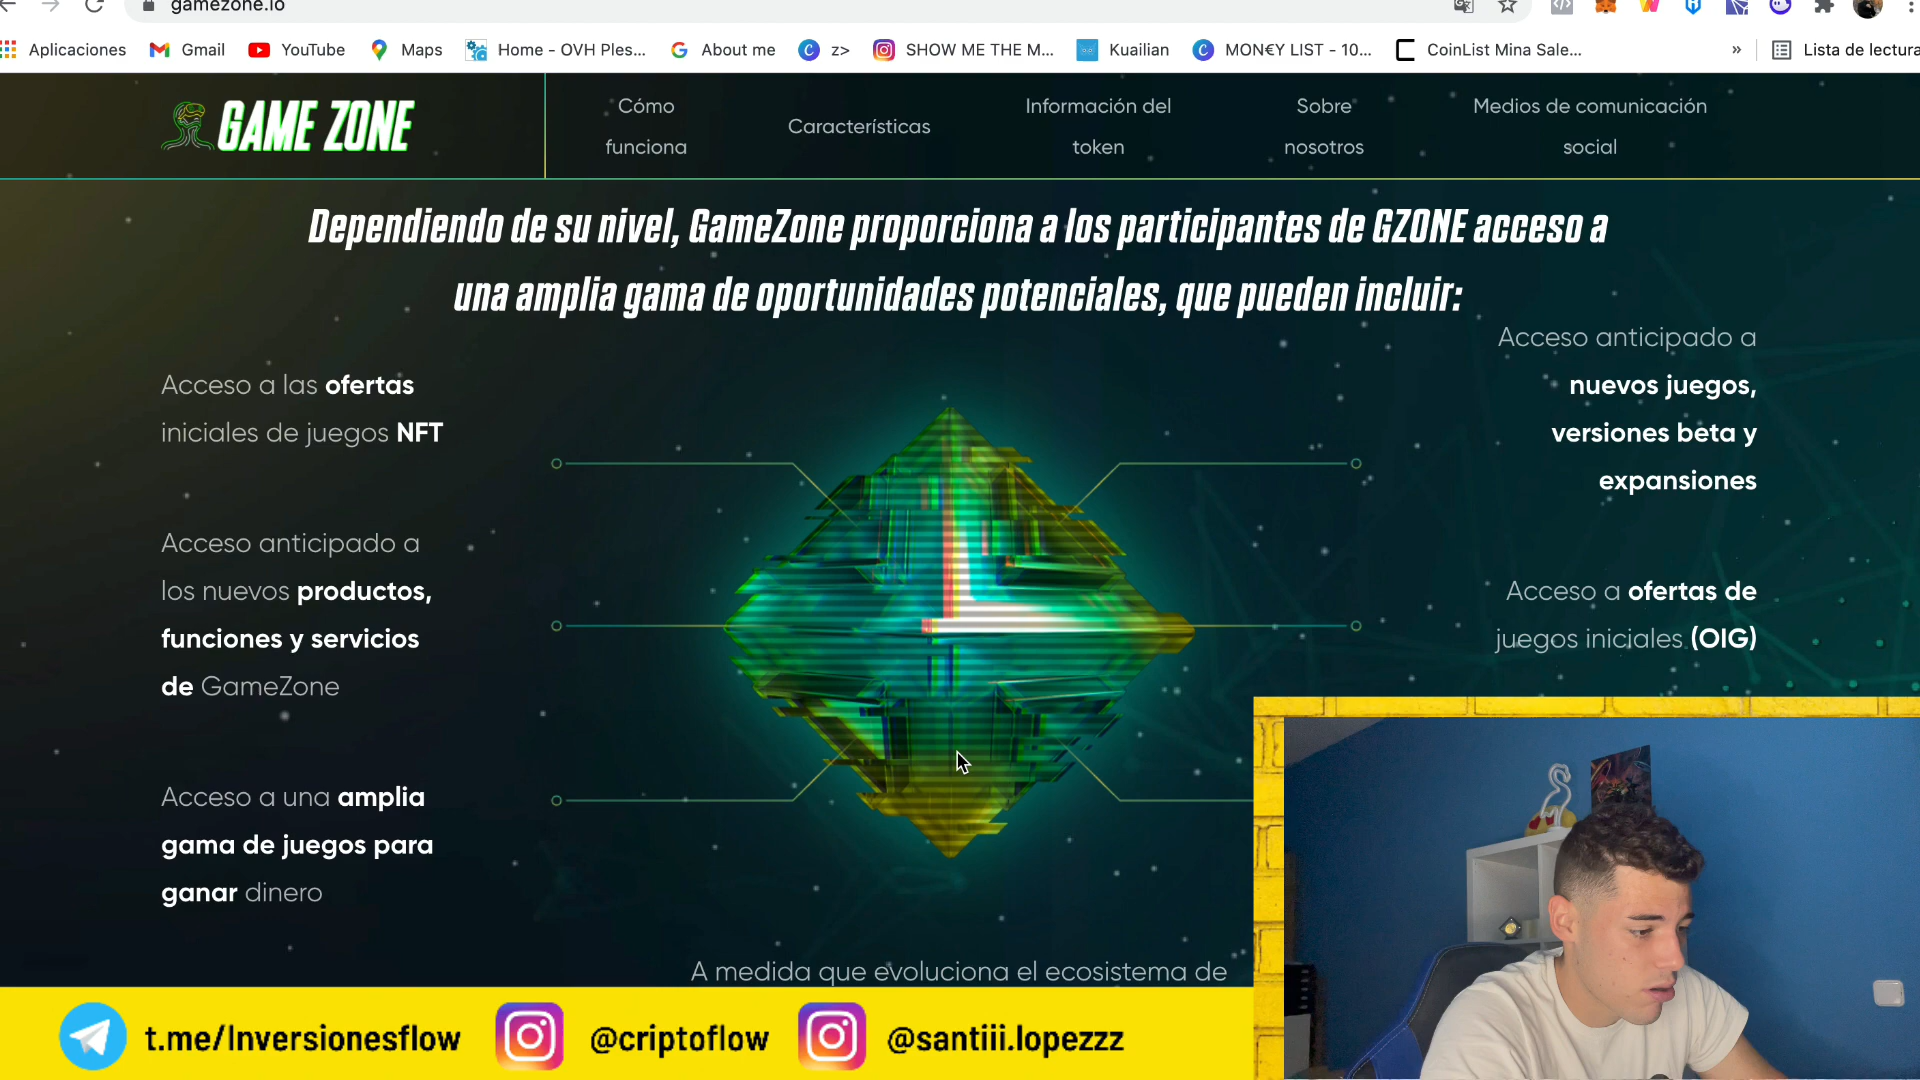 gamezone.io
Aplicaciones
Gmail
YouTube
Maps
Home - OVH Ples...
About me
z>
SHOW ME THE M...
Kuailian
MON€Y LIST - 10...
CoinList Mina Sale...
»
Lista de lectura
GAME ZONE
Cómo
funciona
Características
Información del
token
Sobre
nosotros
Medios de comunicación
social
Dependiendo de su nivel, GameZone proporciona a los participantes de GZONE acceso a
una amplia gama de oportunidades potenciales, que pueden incluir:
Acceso a las ofertas
iniciales de juegos NFT
Acceso anticipado a
los nuevos productos,
funciones y servicios
de GameZone
Acceso a una amplia
gama de juegos para
ganar dinero
Acceso anticipado a
nuevos juegos,
versiones beta y
expansiones
Acceso a ofertas de
juegos iniciales (OIG)
A medida que evoluciona el ecosistema de
t.me/Inversionesflow
@criptoflow
@santiii.lopezzz